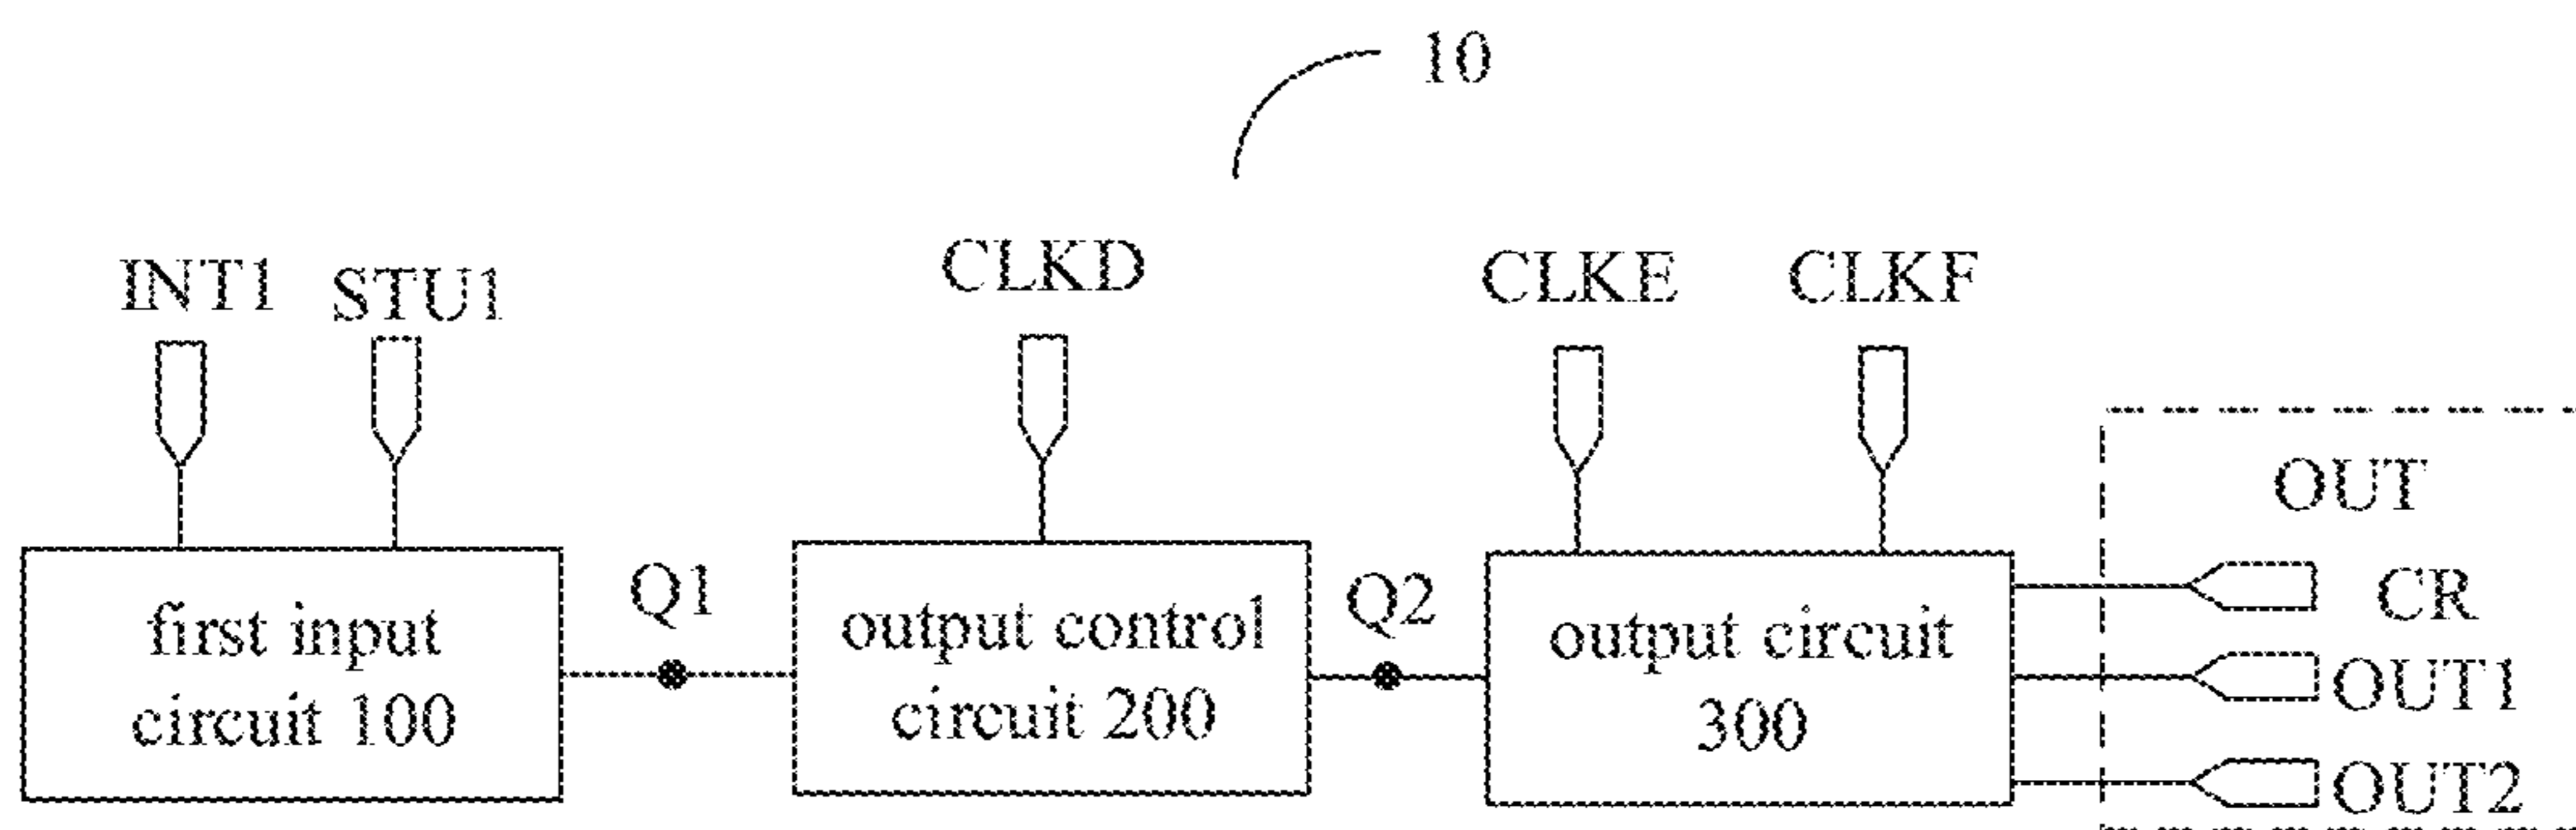 10
INT1
STU1
CLKD
CLKE
CLKF
OUT
first input
circuit 100
Q1
output control
circuit 200
Q2
output circuit
300
CR
OUT1
OUT2